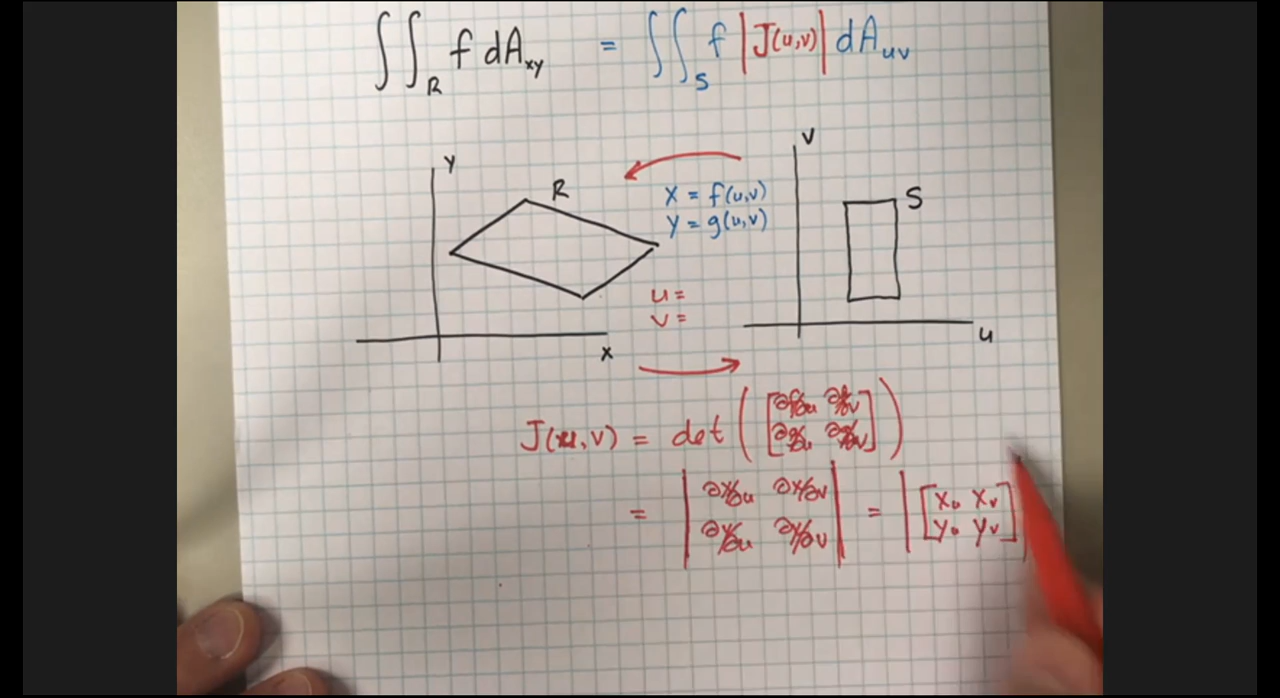 ∫∫_R f dA_xy = ∫∫_S f |J(u,v)| dA_uv
y
R
x
x = f(u,v)
y = g(u,v)
u =
v =
v
S
u
J(u,v) = det ( [ ∂f/∂u ∂f/∂v
∂g/∂u ∂g/∂v ] )
= | ∂x/∂u ∂x/∂v
∂y/∂u ∂y/∂v | = | [ x_u x_v
y_u y_v ]